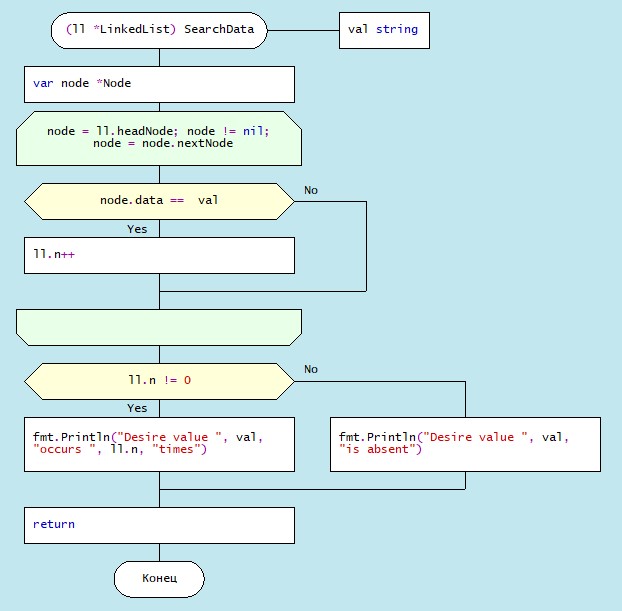 (ll *LinkedList) SearchData
val string
var node *Node
node = ll.headNode; node != nil;
node = node.nextNode
node.data ==  val
No
Yes
ll.n++
ll.n != 0
No
Yes
fmt.Println("Desire value ", val,
"occurs ", ll.n, "times")
fmt.Println("Desire value ", val,
"is absent")
return
Конец